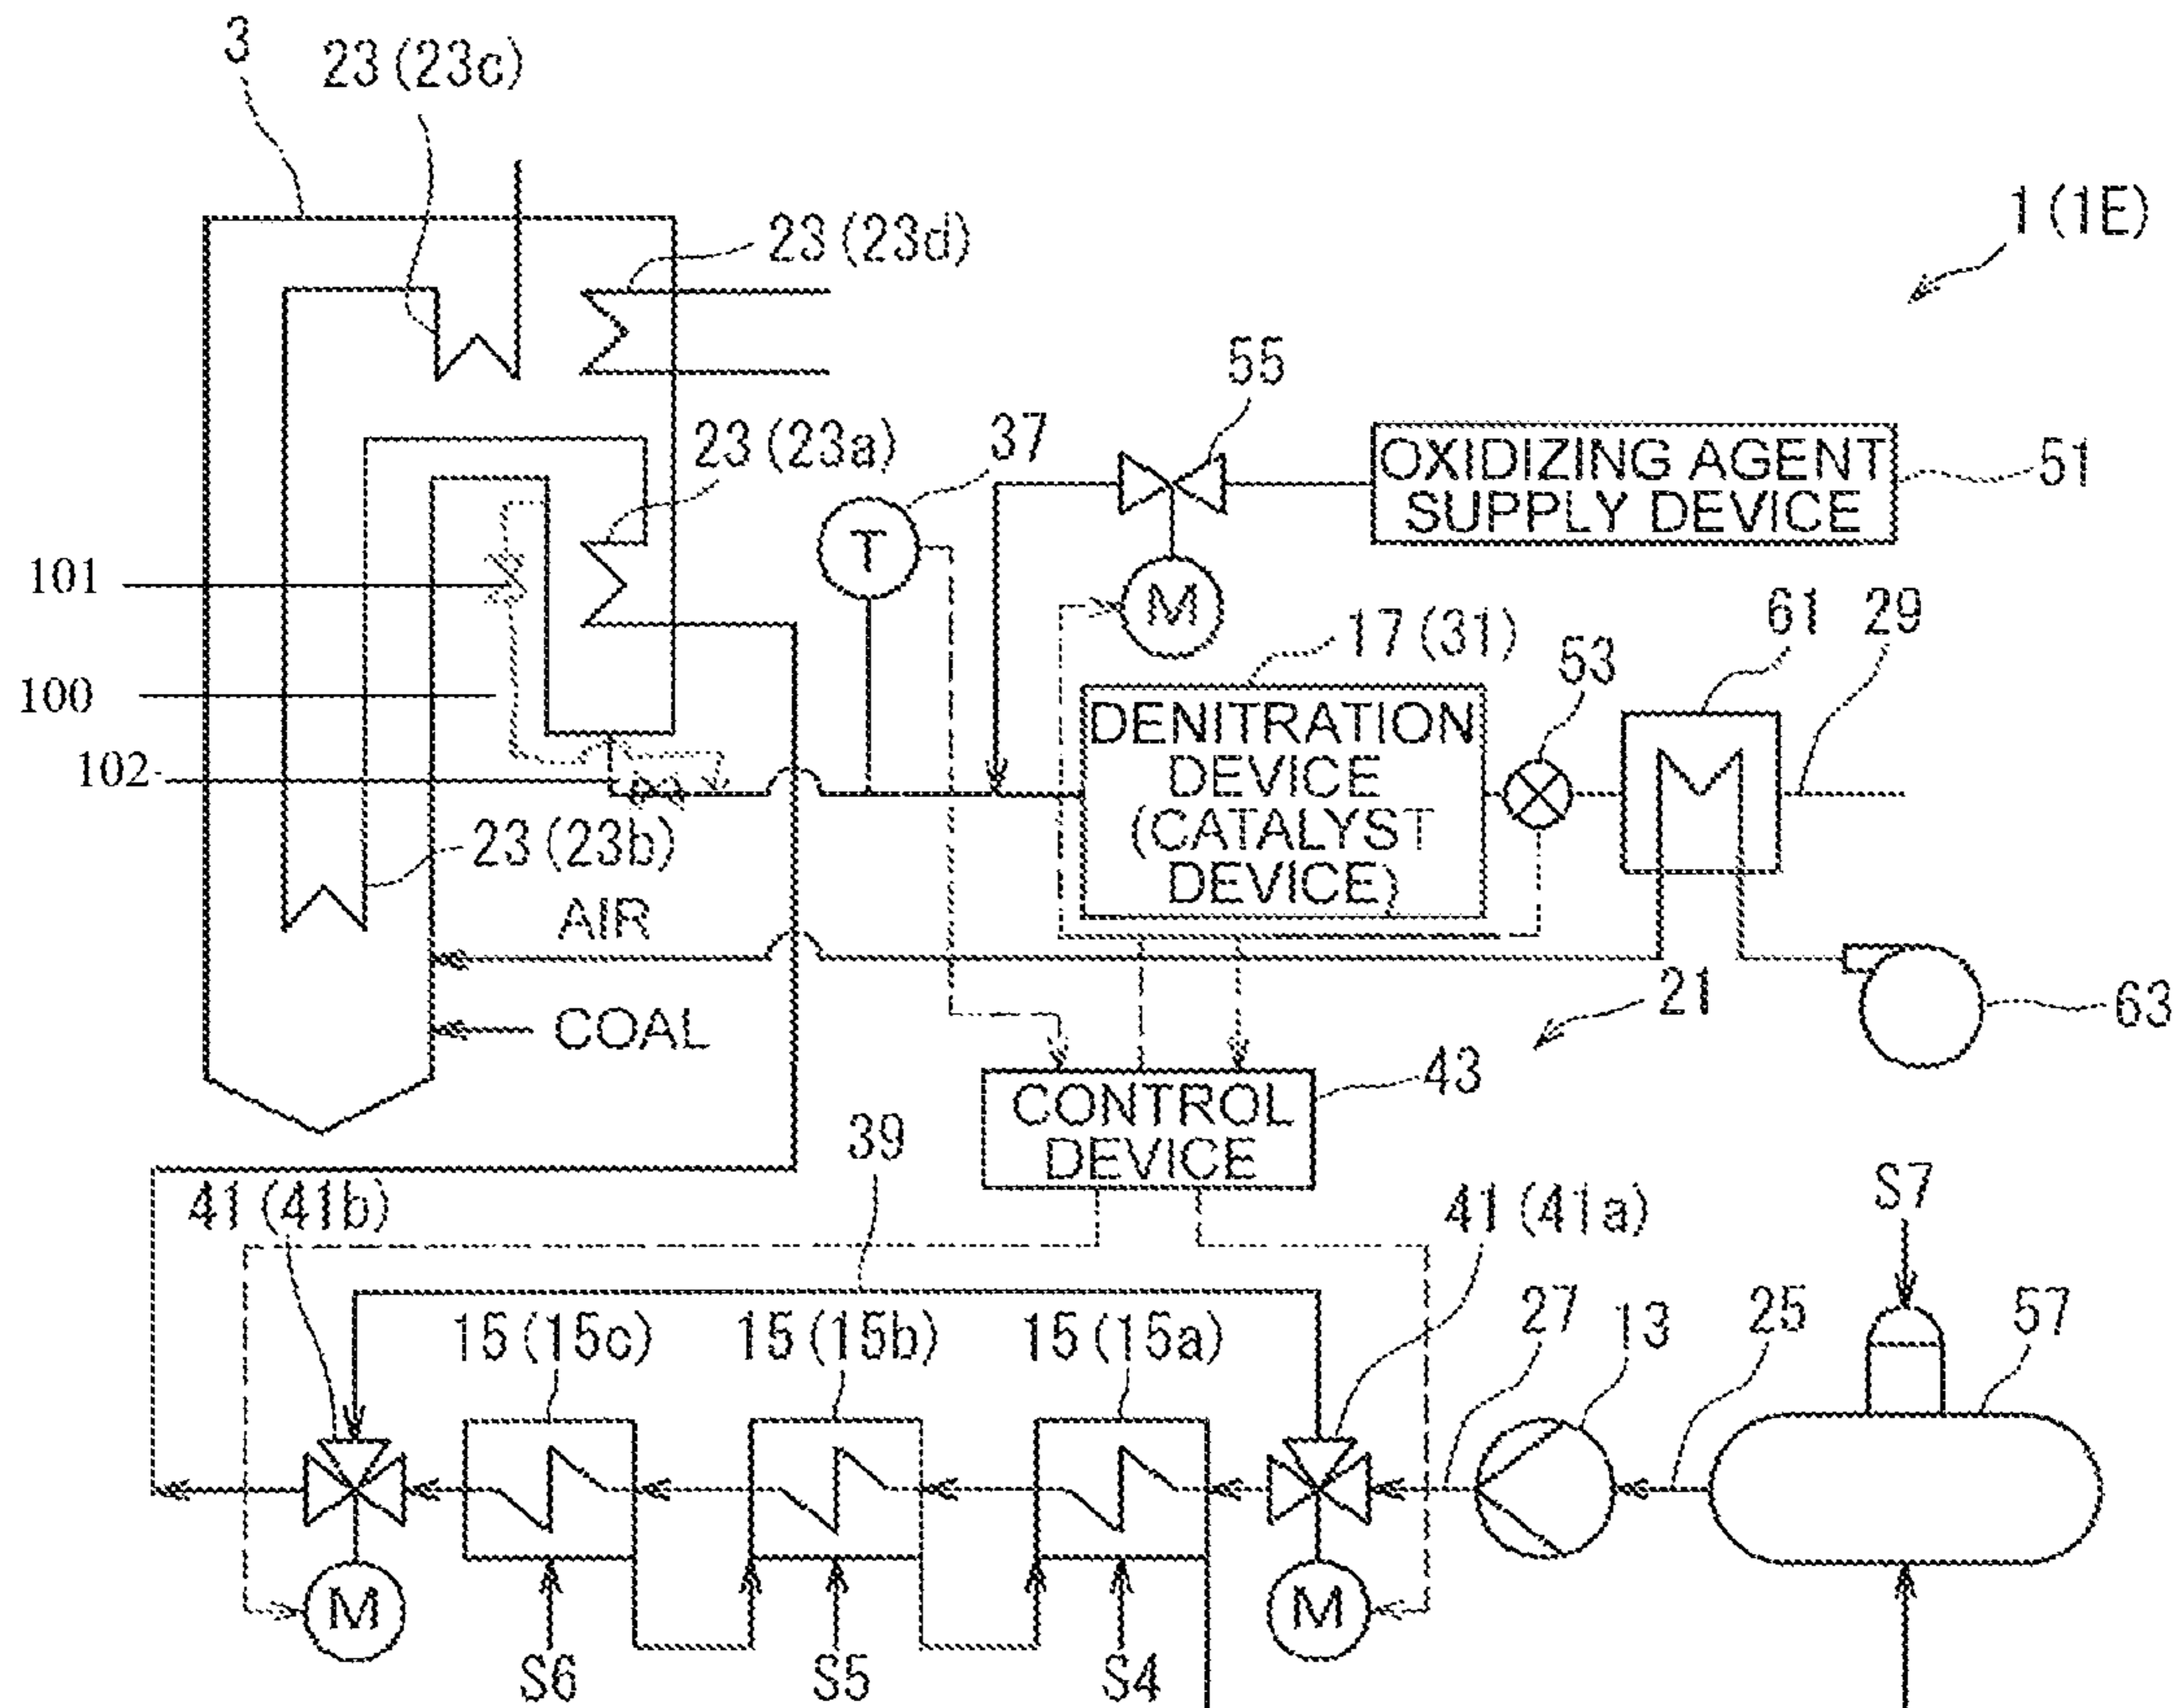 3
23 (23c)
1 (1E)
23 (23d)
55
37
23 (23a)
OXIDIZING AGENT
SUPPLY DEVICE
51
T
101
M
17 (31)
53
61
29
100
DENITRATION
DEVICE
(CATALYST
DEVICE)
102
23 (23b)
AIR
21
63
COAL
43
CONTROL
DEVICE
39
41 (41b)
41 (41a)
S7
15 (15c)
15 (15b)
15 (15a)
27
13
25
57
M
M
S6
S5
S4